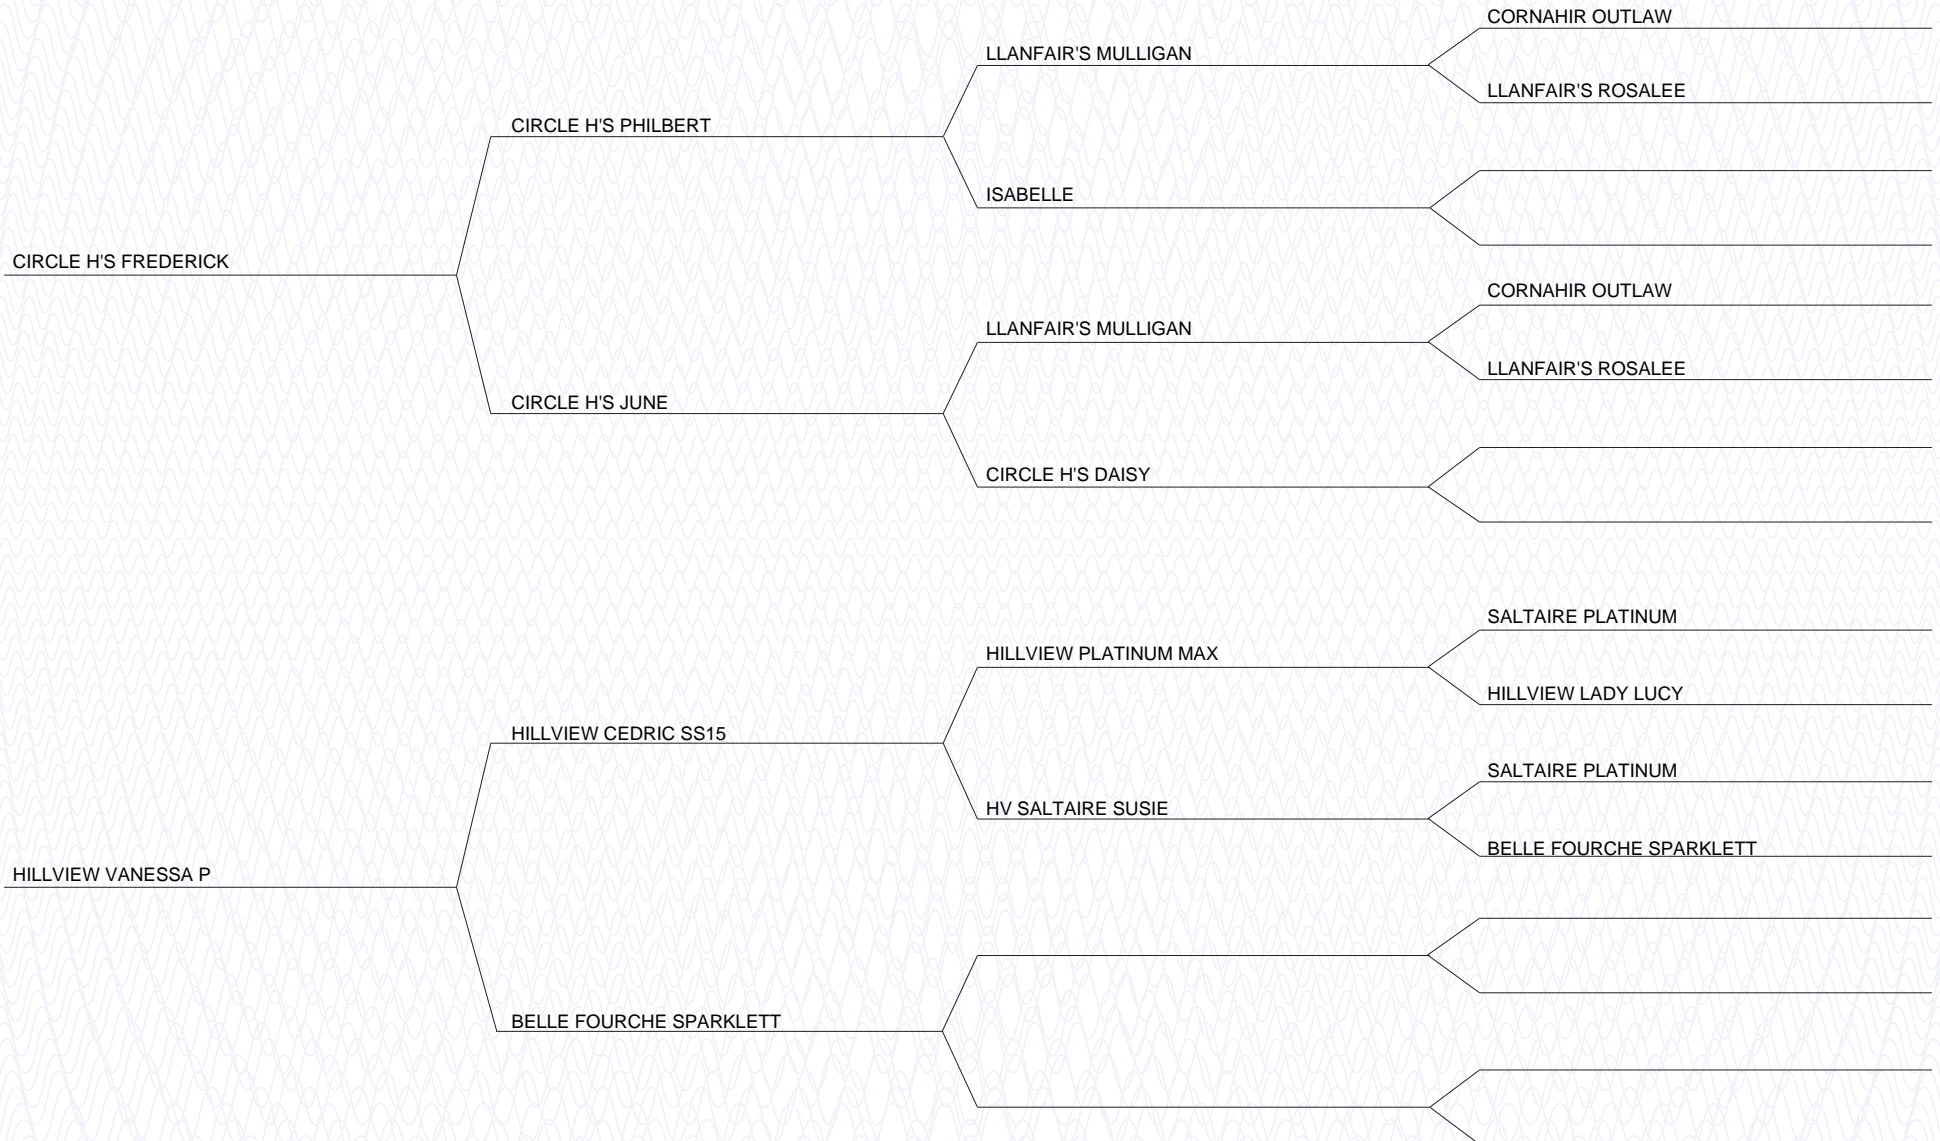 CORNAHIR OUTLAW
LLANFAIR'S MULLIGAN
LLANFAIR'S ROSALEE
CIRCLE H'S PHILBERT
ISABELLE
CIRCLE H'S FREDERICK
CORNAHIR OUTLAW
LLANFAIR'S MULLIGAN
LLANFAIR'S ROSALEE
CIRCLE H'S JUNE
CIRCLE H'S DAISY
SALTAIRE PLATINUM
HILLVIEW PLATINUM MAX
HILLVIEW LADY LUCY
HILLVIEW CEDRIC SS15
SALTAIRE PLATINUM
HV SALTAIRE SUSIE
BELLE FOURCHE SPARKLETT
HILLVIEW VANESSA P
BELLE FOURCHE SPARKLETT